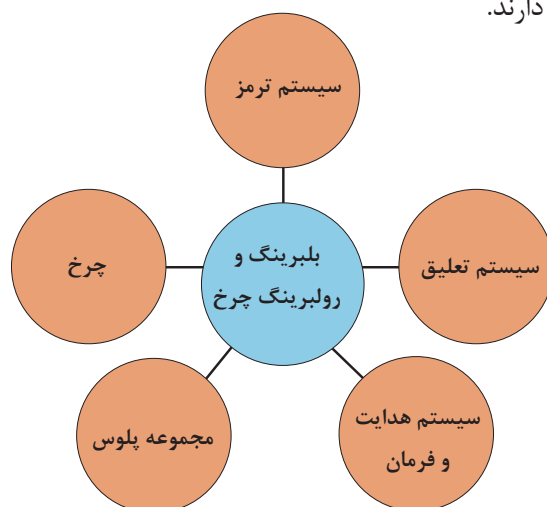 دارند.
سیستم ترمز
چرخ
بلبرینگ و
رولبرینگ چرخ
سیستم تعلیق
مجموعه پلوس
سیستم هدایت
و فرمان